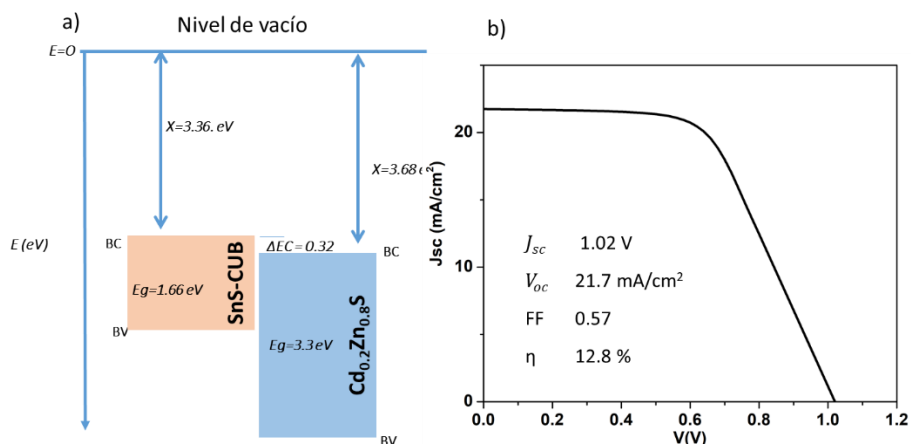 a)
Nivel de vacío
E=O
X=3.36. eV
X=3.68
E (eV)
BC
ΔEC = 0.32
BC
Eg=1.66 eV
SnS-CUB
BV
Eg=3.3 eV
Cd0.2Zn0.8S
BV
b)
Jsc (mA/cm²)
20
10
0
Jsc 1.02 V
Voc 21.7 mA/cm²
FF 0.57
η 12.8 %
0.0 0.2 0.4 0.6 0.8 1.0 1.2
V(V)